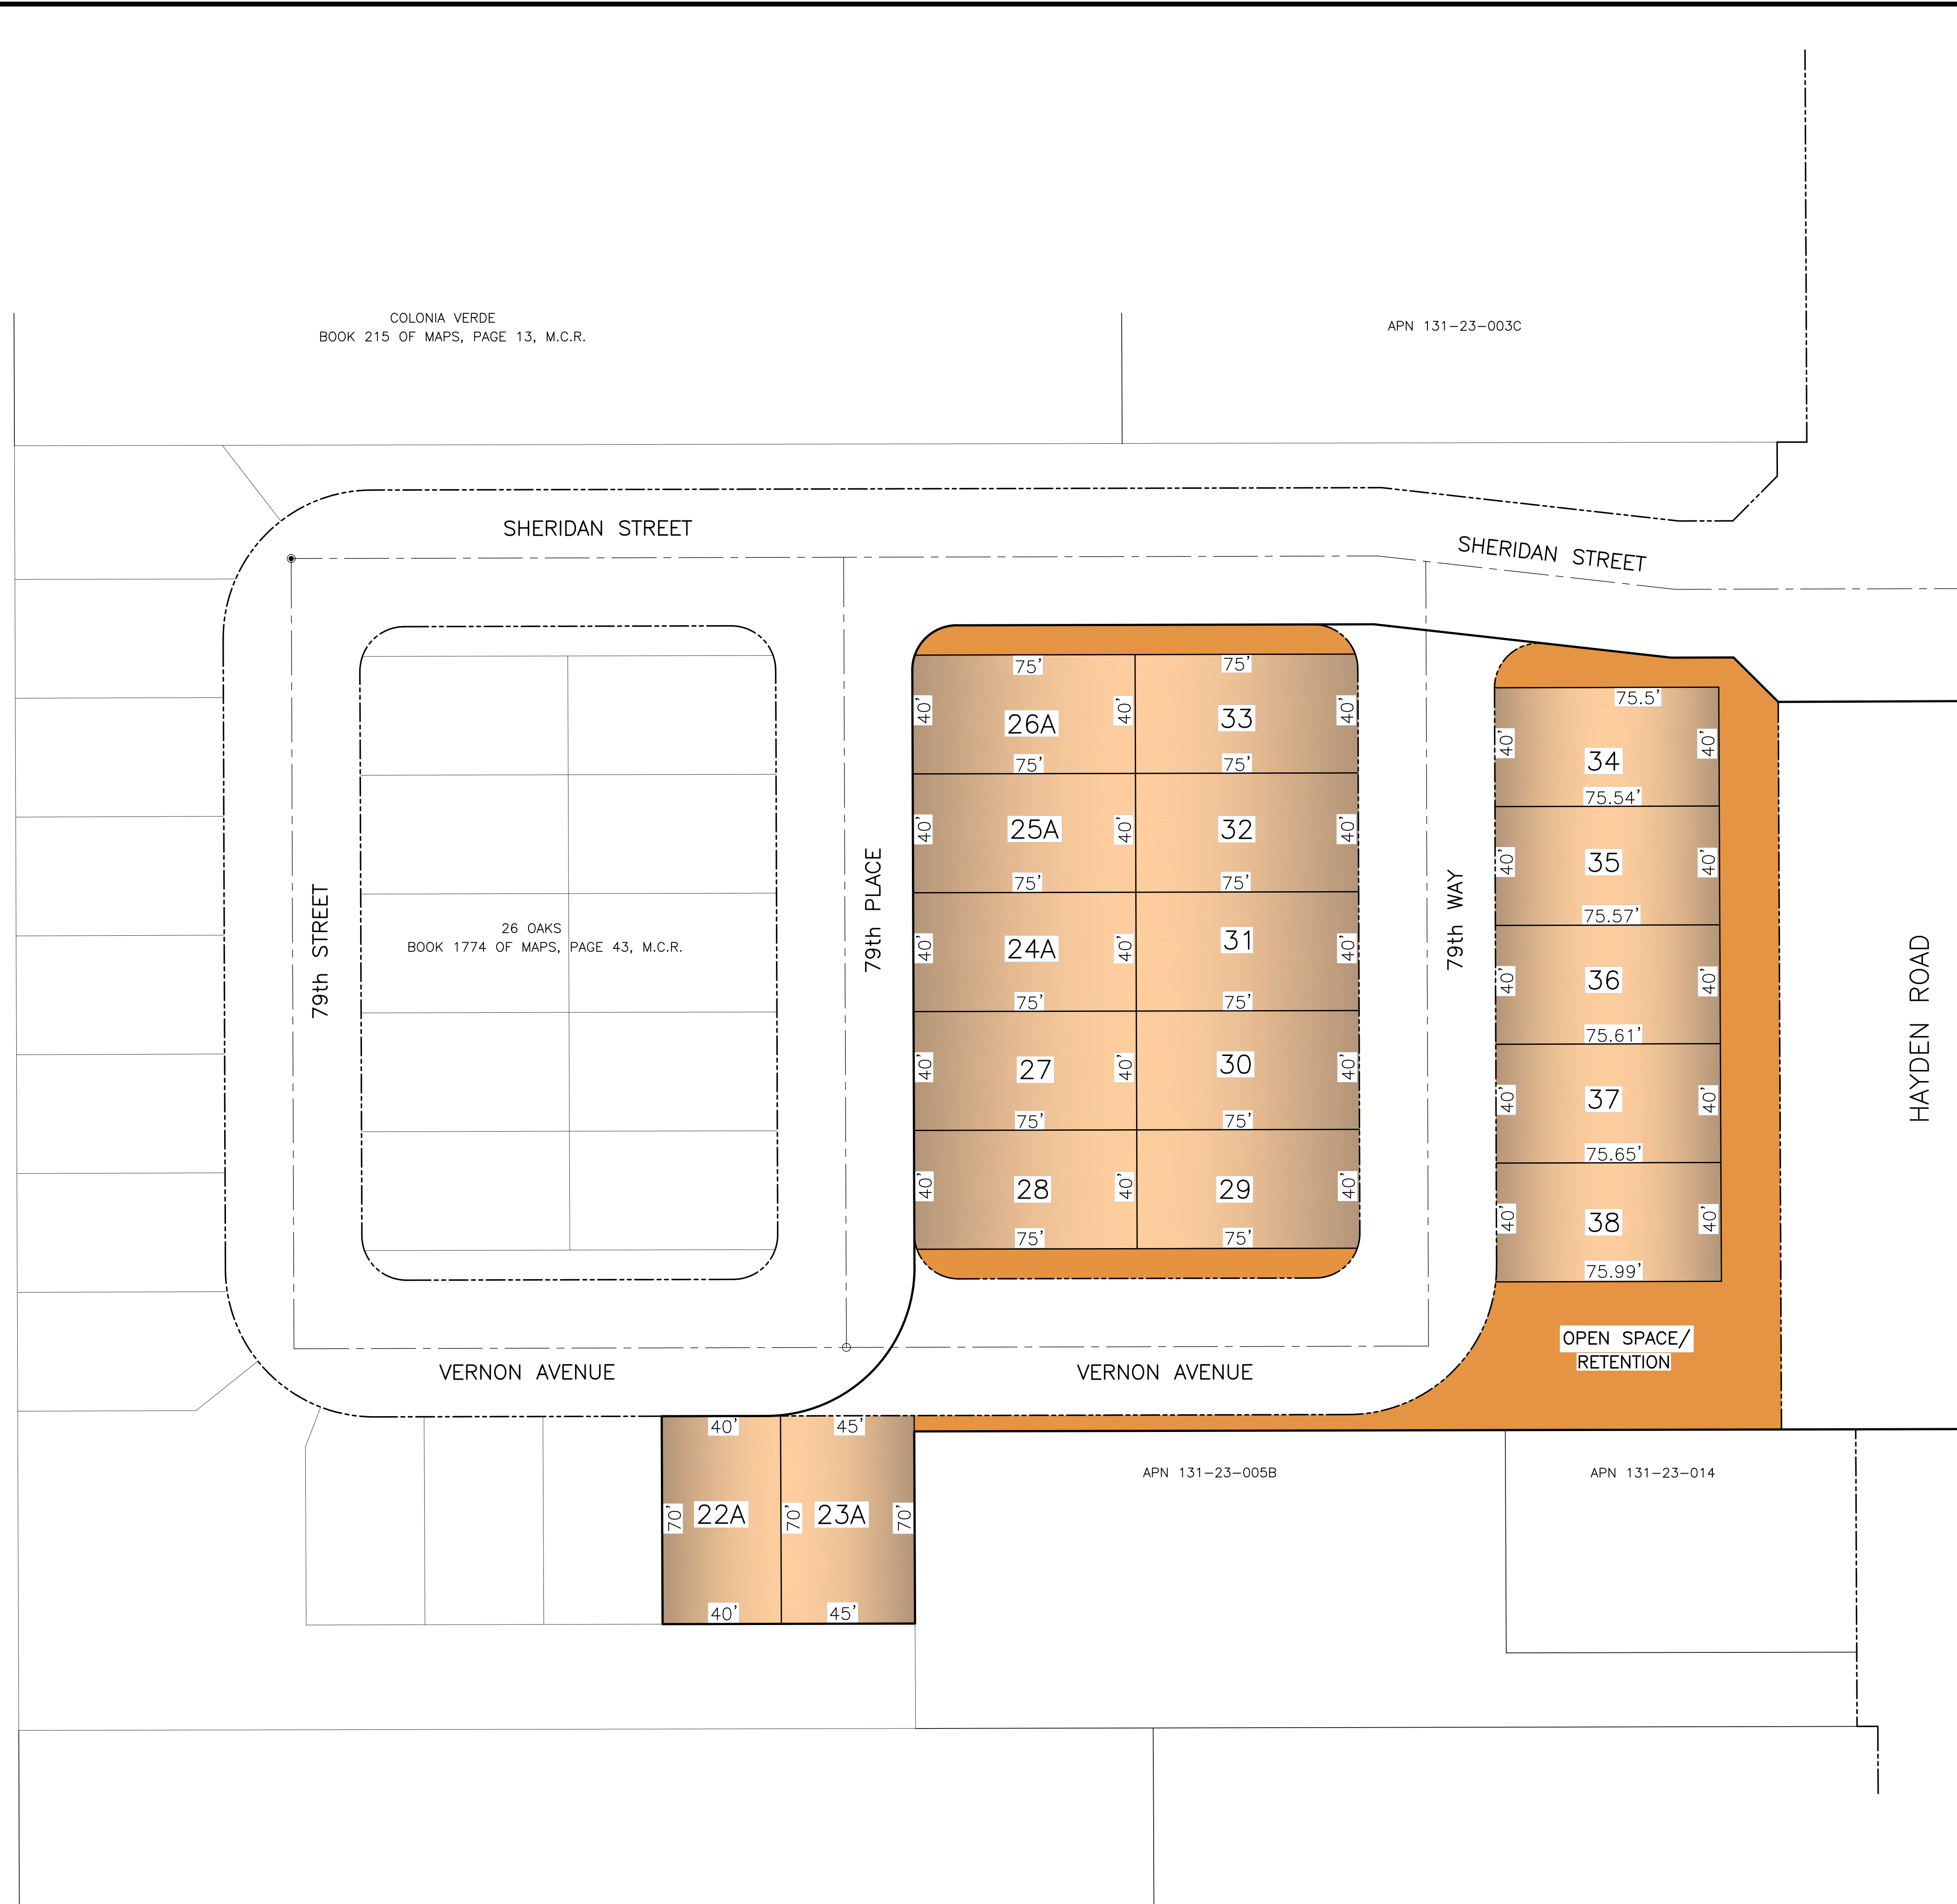 COLONIA VERDE
BOOK 215 OF MAPS, PAGE 13, M.C.R.
APN 131-23-003C
SHERIDAN STREET
SHERIDAN STREET
79th STREET
26 OAKS
BOOK 1774 OF MAPS, PAGE 43, M.C.R.
79th PLACE
75' 75'
40' 26A 40' 33 40'
75' 75'
40' 25A 40' 32 40'
75' 75'
40' 24A 40' 31 40'
75' 75'
40' 27 40' 30 40'
75' 75'
40' 28 40' 29 40'
75' 75'
79th WAY
75.5'
40' 34 40'
75.54'
40' 35 40'
75.57'
40' 36 40'
75.61'
40' 37 40'
75.65'
40' 38 40'
75.99'
HAYDEN ROAD
OPEN SPACE/
RETENTION
VERNON AVENUE
VERNON AVENUE
40' 45'
70' 22A 70' 23A 70'
40' 45'
APN 131-23-005B
APN 131-23-014